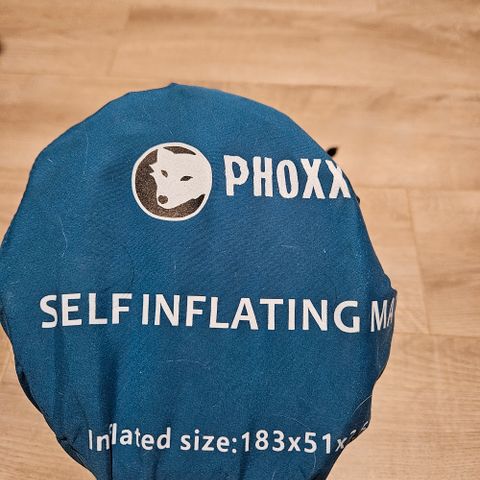 PHOXX
SELF INFLATING MA
Inflated size:183x51x